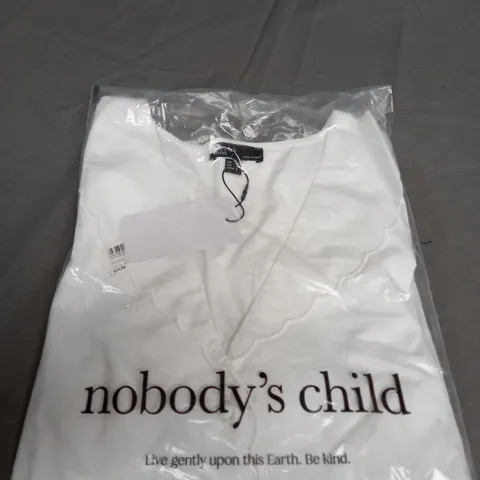 nobody's child
Live gently upon this Earth. Be kind.